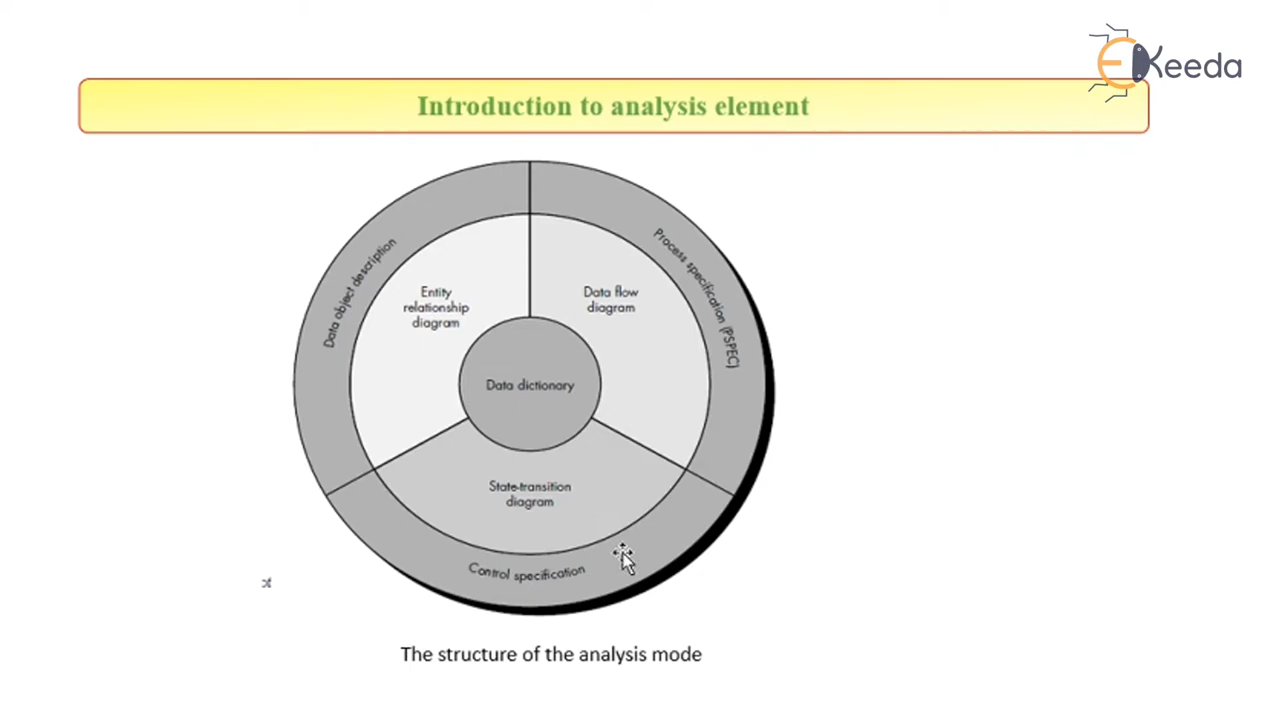 Keeda
Introduction to analysis element
Data object description
Process specification (PSPEC)
Entity
relationship
diagram
Data flow
diagram
Data dictionary
State-transition
diagram
Control specification
The structure of the analysis mode